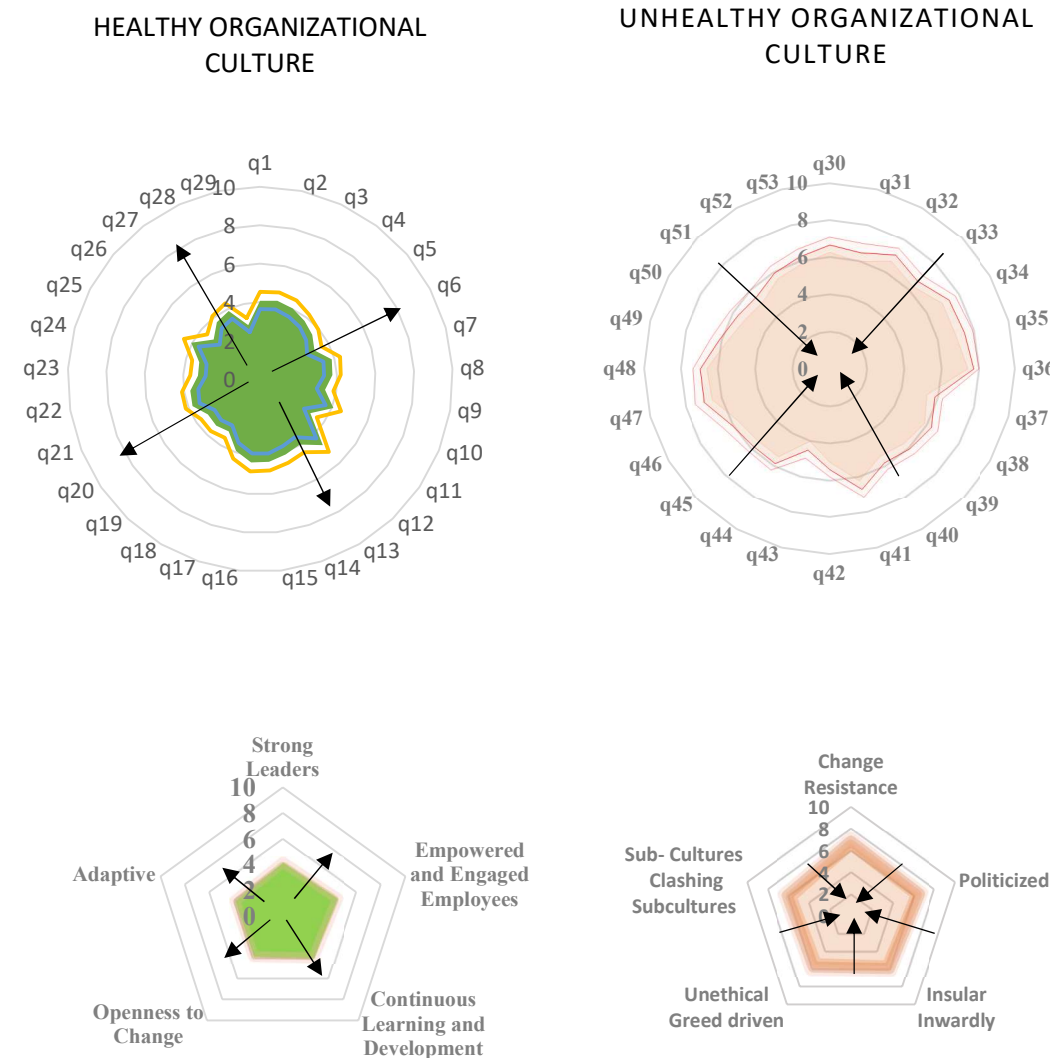 HEALTHY ORGANIZATIONAL
CULTURE
UNHEALTHY ORGANIZATIONAL
CULTURE
q1
q2
q3
q4
q5
q6
q7
q8
q9
q10
q11
q12
q13
q14
q15
q16
q17
q18
q19
q20
q21
q22
q23
q24
q25
q26
q27
q28
q29
10
8
6
4
2
0
q30
q31
q32
q33
q34
q35
q36
q37
q38
q39
q40
q41
q42
q43
q44
q45
q46
q47
q48
q49
q50
q51
q52
q53
10
8
6
4
2
0
Strong
Leaders
Empowered
and Engaged
Employees
Continuous
Learning and
Development
Openness to
Change
Adaptive
10
8
6
4
2
0
Change
Resistance
Politicized
Insular
Inwardly
Unethical
Greed driven
Sub- Cultures
Clashing
Subcultures
10
8
6
4
2
0